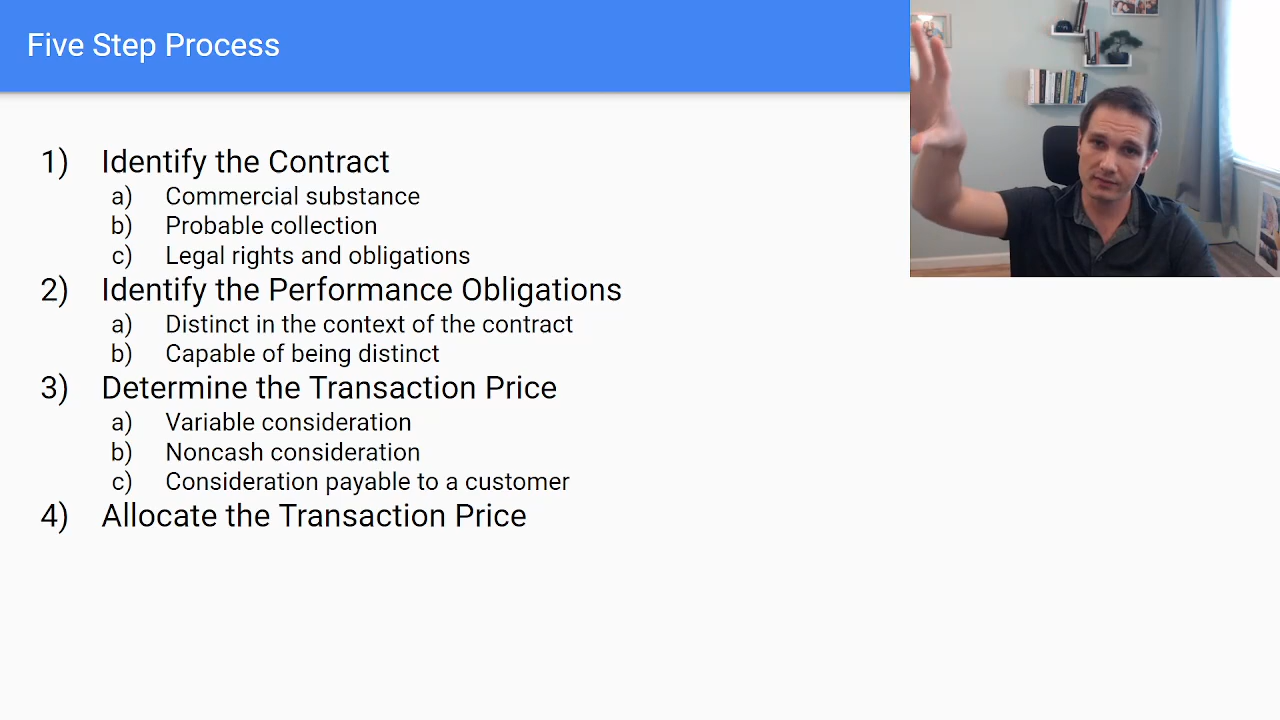 Five Step Process
1) Identify the Contract
a) Commercial substance
b) Probable collection
c) Legal rights and obligations
2) Identify the Performance Obligations
a) Distinct in the context of the contract
b) Capable of being distinct
3) Determine the Transaction Price
a) Variable consideration
b) Noncash consideration
c) Consideration payable to a customer
4) Allocate the Transaction Price